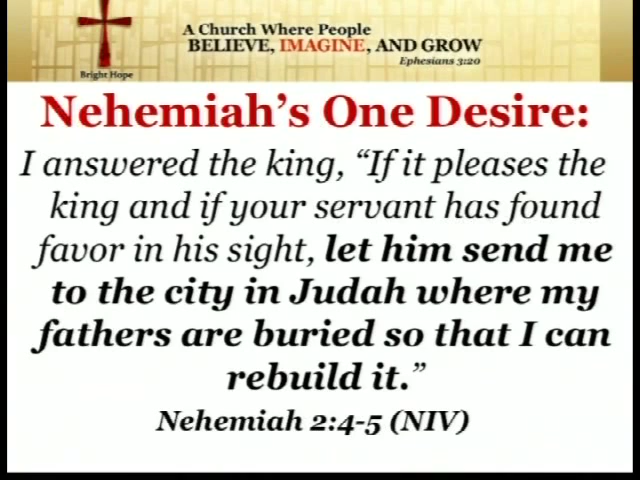 A Church Where People
BELIEVE, IMAGINE, AND GROW
Ephesians 3:20
Bright Hope
Nehemiah's One Desire:
I answered the king, “If it pleases the
king and if your servant has found
favor in his sight, let him send me
to the city in Judah where my
fathers are buried so that I can
rebuild it.”
Nehemiah 2:4-5 (NIV)